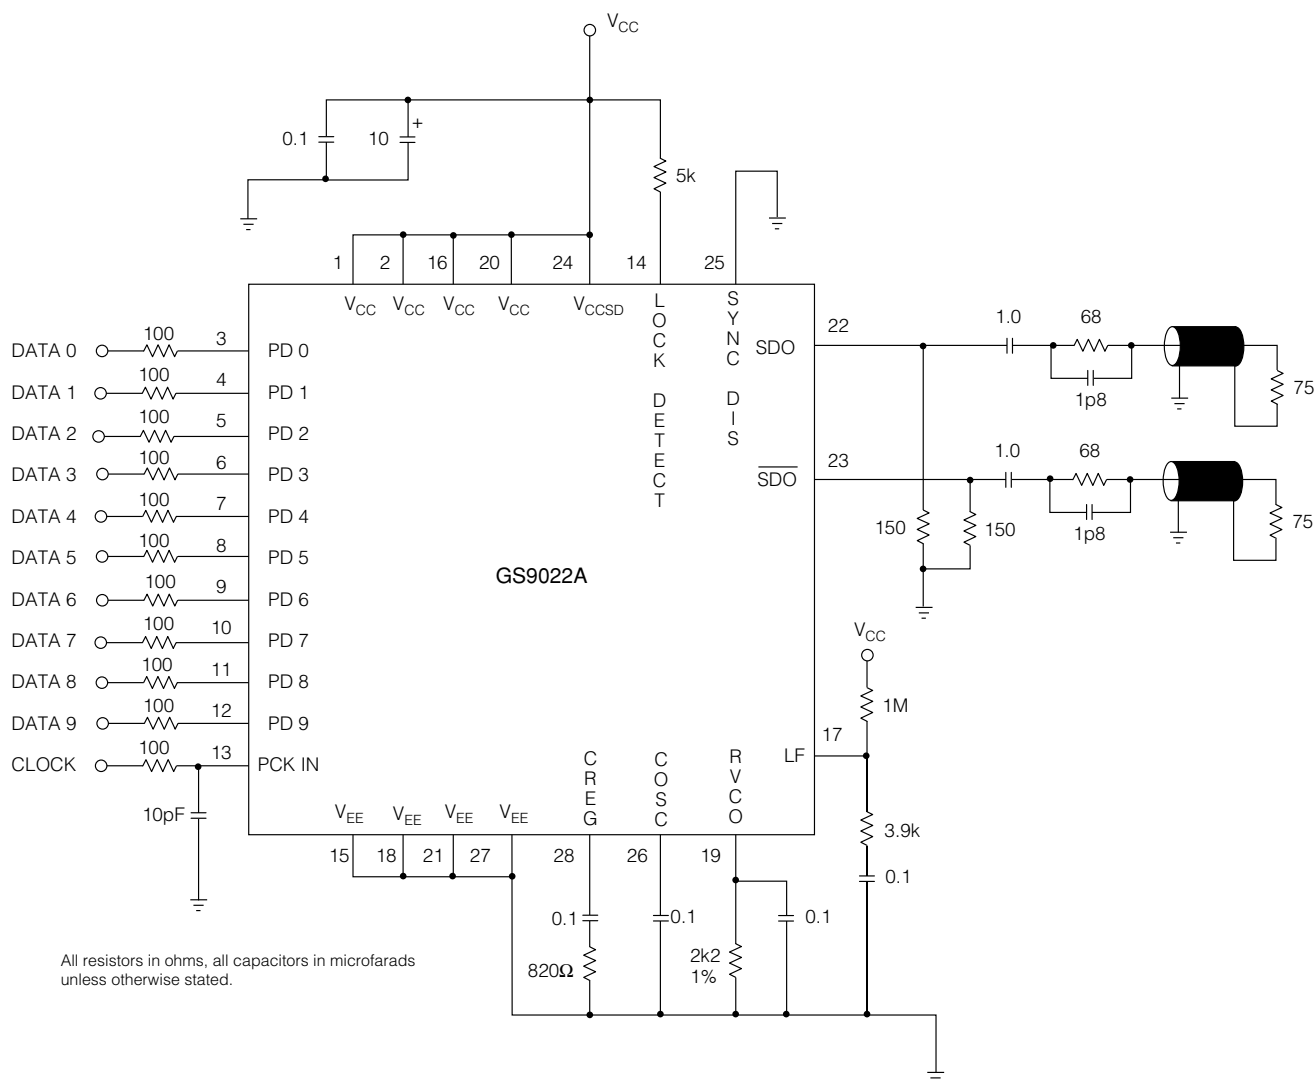 VCC
0.1
10
+
5k
1
2
16
20
24
14
25
VCC
VCC
VCC
VCC
VCCSD
LOCK DETECT
SYNC DIS
DATA 0
100
3
PD 0
DATA 1
100
4
PD 1
DATA 2
100
5
PD 2
DATA 3
100
6
PD 3
DATA 4
100
7
PD 4
DATA 5
100
8
PD 5
DATA 6
100
9
PD 6
DATA 7
100
10
PD 7
DATA 8
100
11
PD 8
DATA 9
100
12
PD 9
CLOCK
100
13
PCK IN
10pF
GS9022A
SDO
22
1.0
68
1p8
75
SDO
23
1.0
68
1p8
75
150
150
VCC
1M
17
LF
3.9k
0.1
CREG
COSC
RVCO
VEE
VEE
VEE
VEE
15
18
21
27
28
26
19
0.1
0.1
0.1
820Ω
2k2
1%
All resistors in ohms, all capacitors in microfarads
unless otherwise stated.